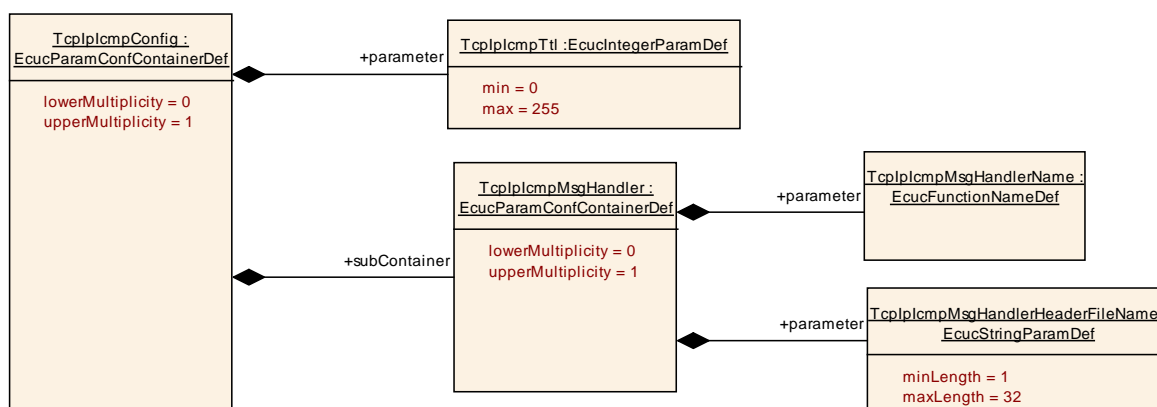 TcpIpIcmpConfig :
EcucParamConfContainerDef
lowerMultiplicity = 0
upperMultiplicity = 1
+parameter
TcpIpIcmpTtl :EcucIntegerParamDef
min = 0
max = 255
+subContainer
TcpIpIcmpMsgHandler :
EcucParamConfContainerDef
lowerMultiplicity = 0
upperMultiplicity = 1
+parameter
TcpIpIcmpMsgHandlerName :
EcucFunctionNameDef
+parameter
TcpIpIcmpMsgHandlerHeaderFileName
EcucStringParamDef
minLength = 1
maxLength = 32